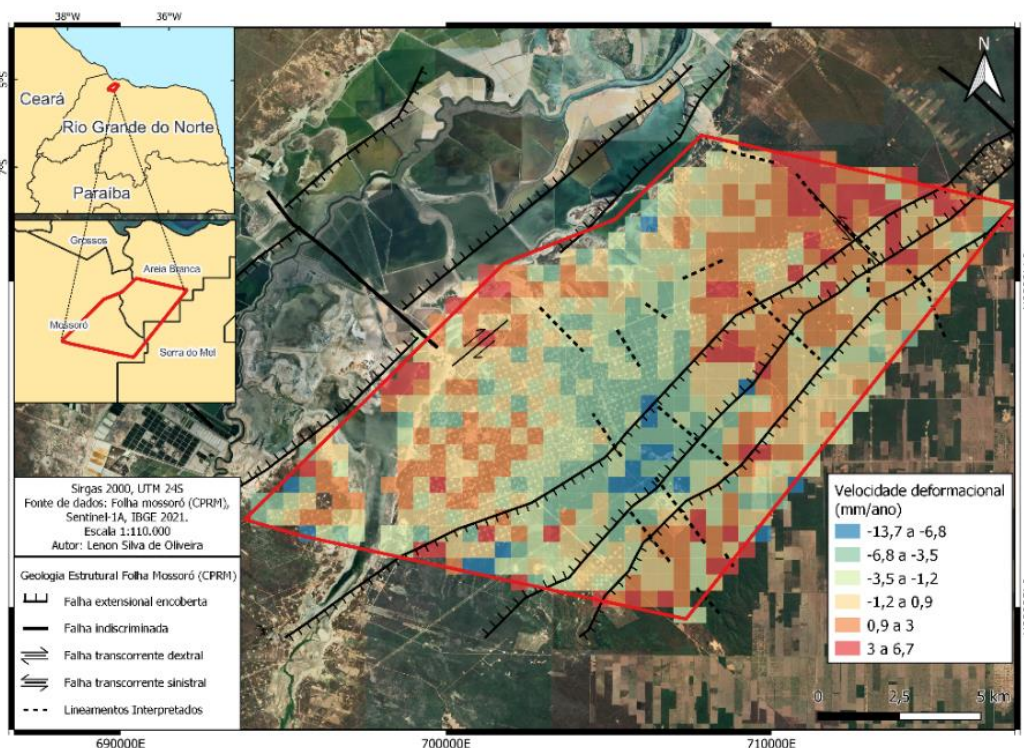 38°W
36°W
Ceará
Rio Grande do Norte
Paraíba
7°S
Grossos
Areia Branca
Mossoró
Serra do Mel
N
Sirgas 2000, UTM 24S
Fonte de dados: Folha mossoró (CPRM),
Sentinel-1A, IBGE 2021.
Escala 1:110.000
Autor: Lenon Silva de Oliveira
Geologia Estrutural Folha Mossoró (CPRM)
Falha extensional encoberta
Falha indiscriminada
Falha transcorrente dextral
Falha transcorrente sinistral
Lineamentos Interpretados
Velocidade deformacional
(mm/ano)
-13,7 a -6,8
-6,8 a -3,5
-3,5 a -1,2
-1,2 a 0,9
0,9 a 3
3 a 6,7
0 2,5 5 km
690000E
700000E
710000E